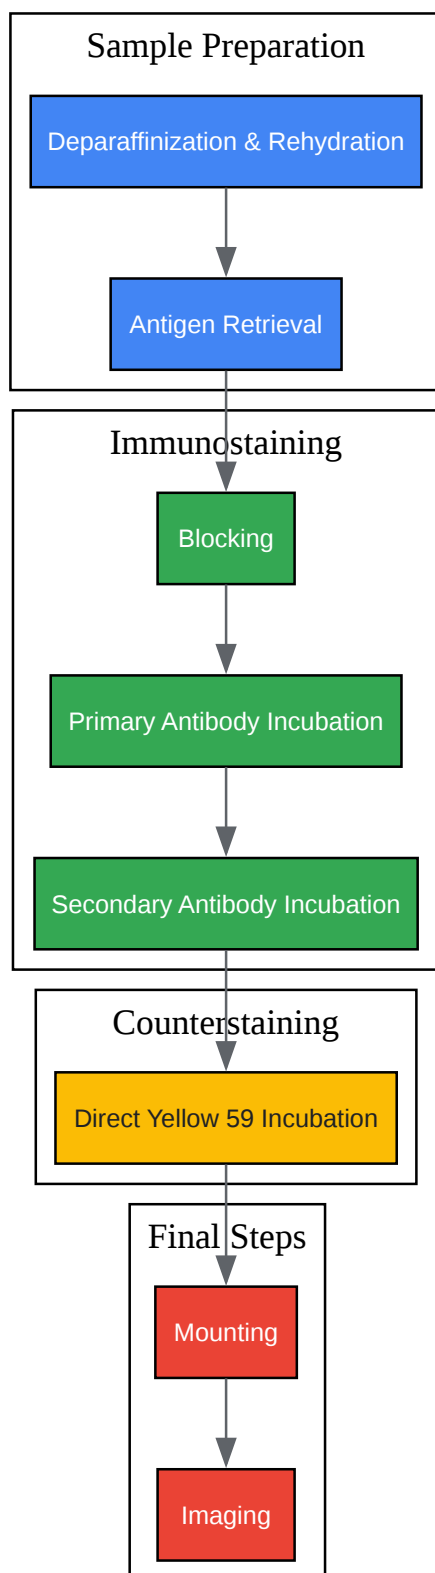 Sample Preparation
Deparaffinization & Rehydration
Antigen Retrieval
Immunostaining
Blocking
Primary Antibody Incubation
Secondary Antibody Incubation
Counterstaining
Direct Yellow 59 Incubation
Final Steps
Mounting
Imaging